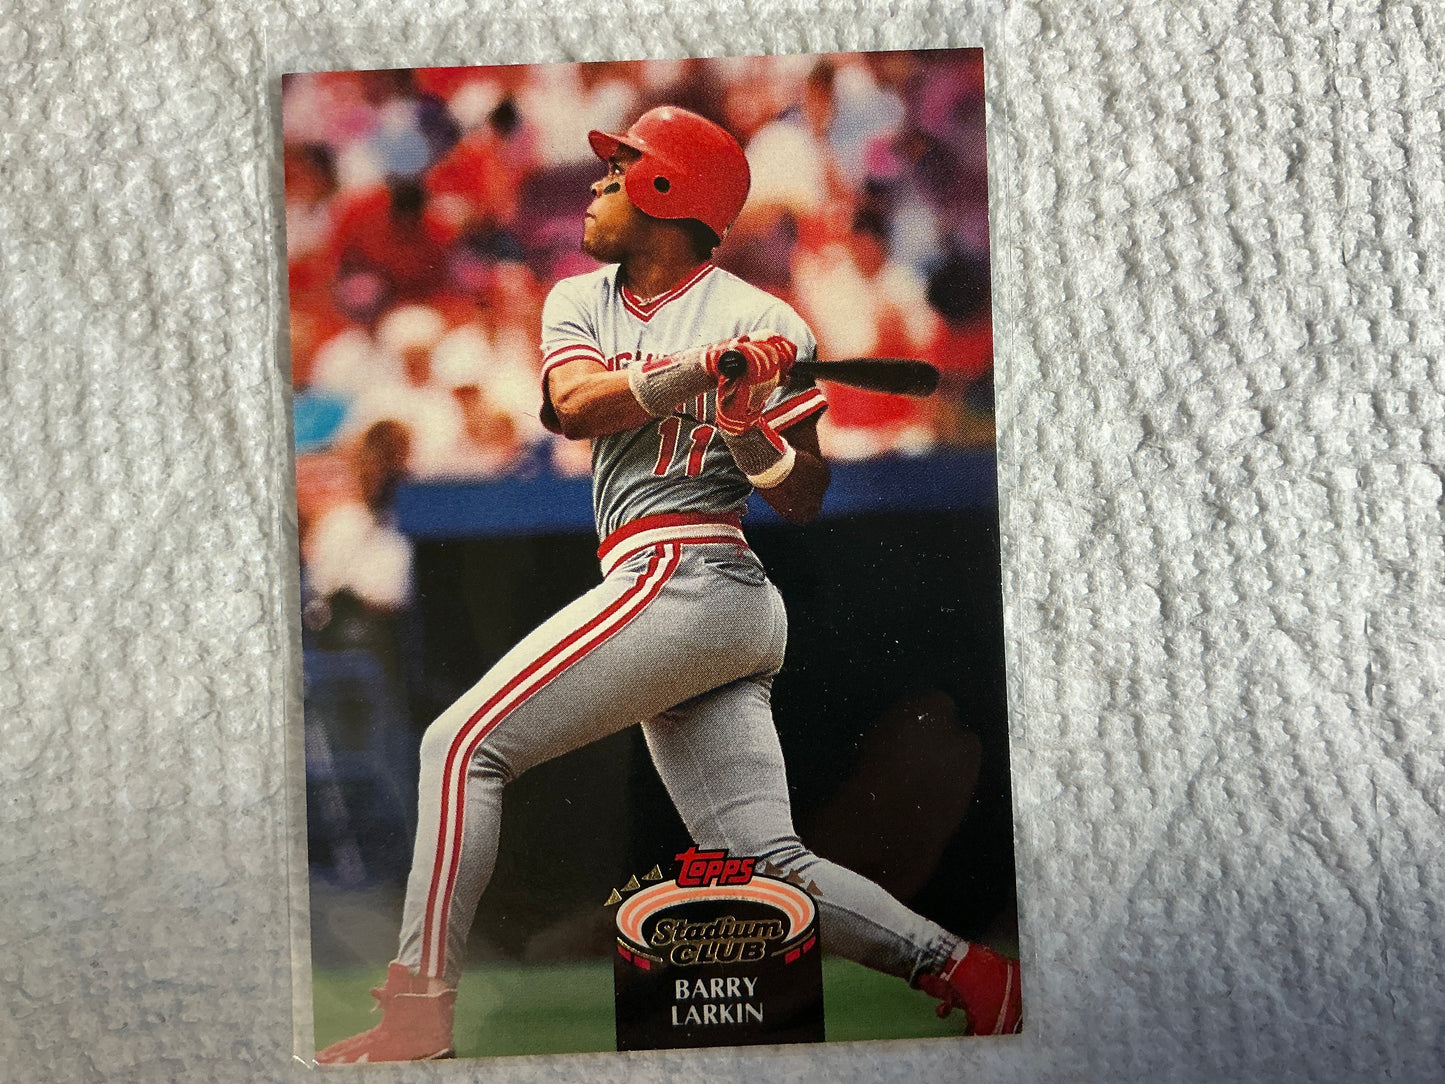 11
Topps
Stadium
CLUB
BARRY
LARKIN